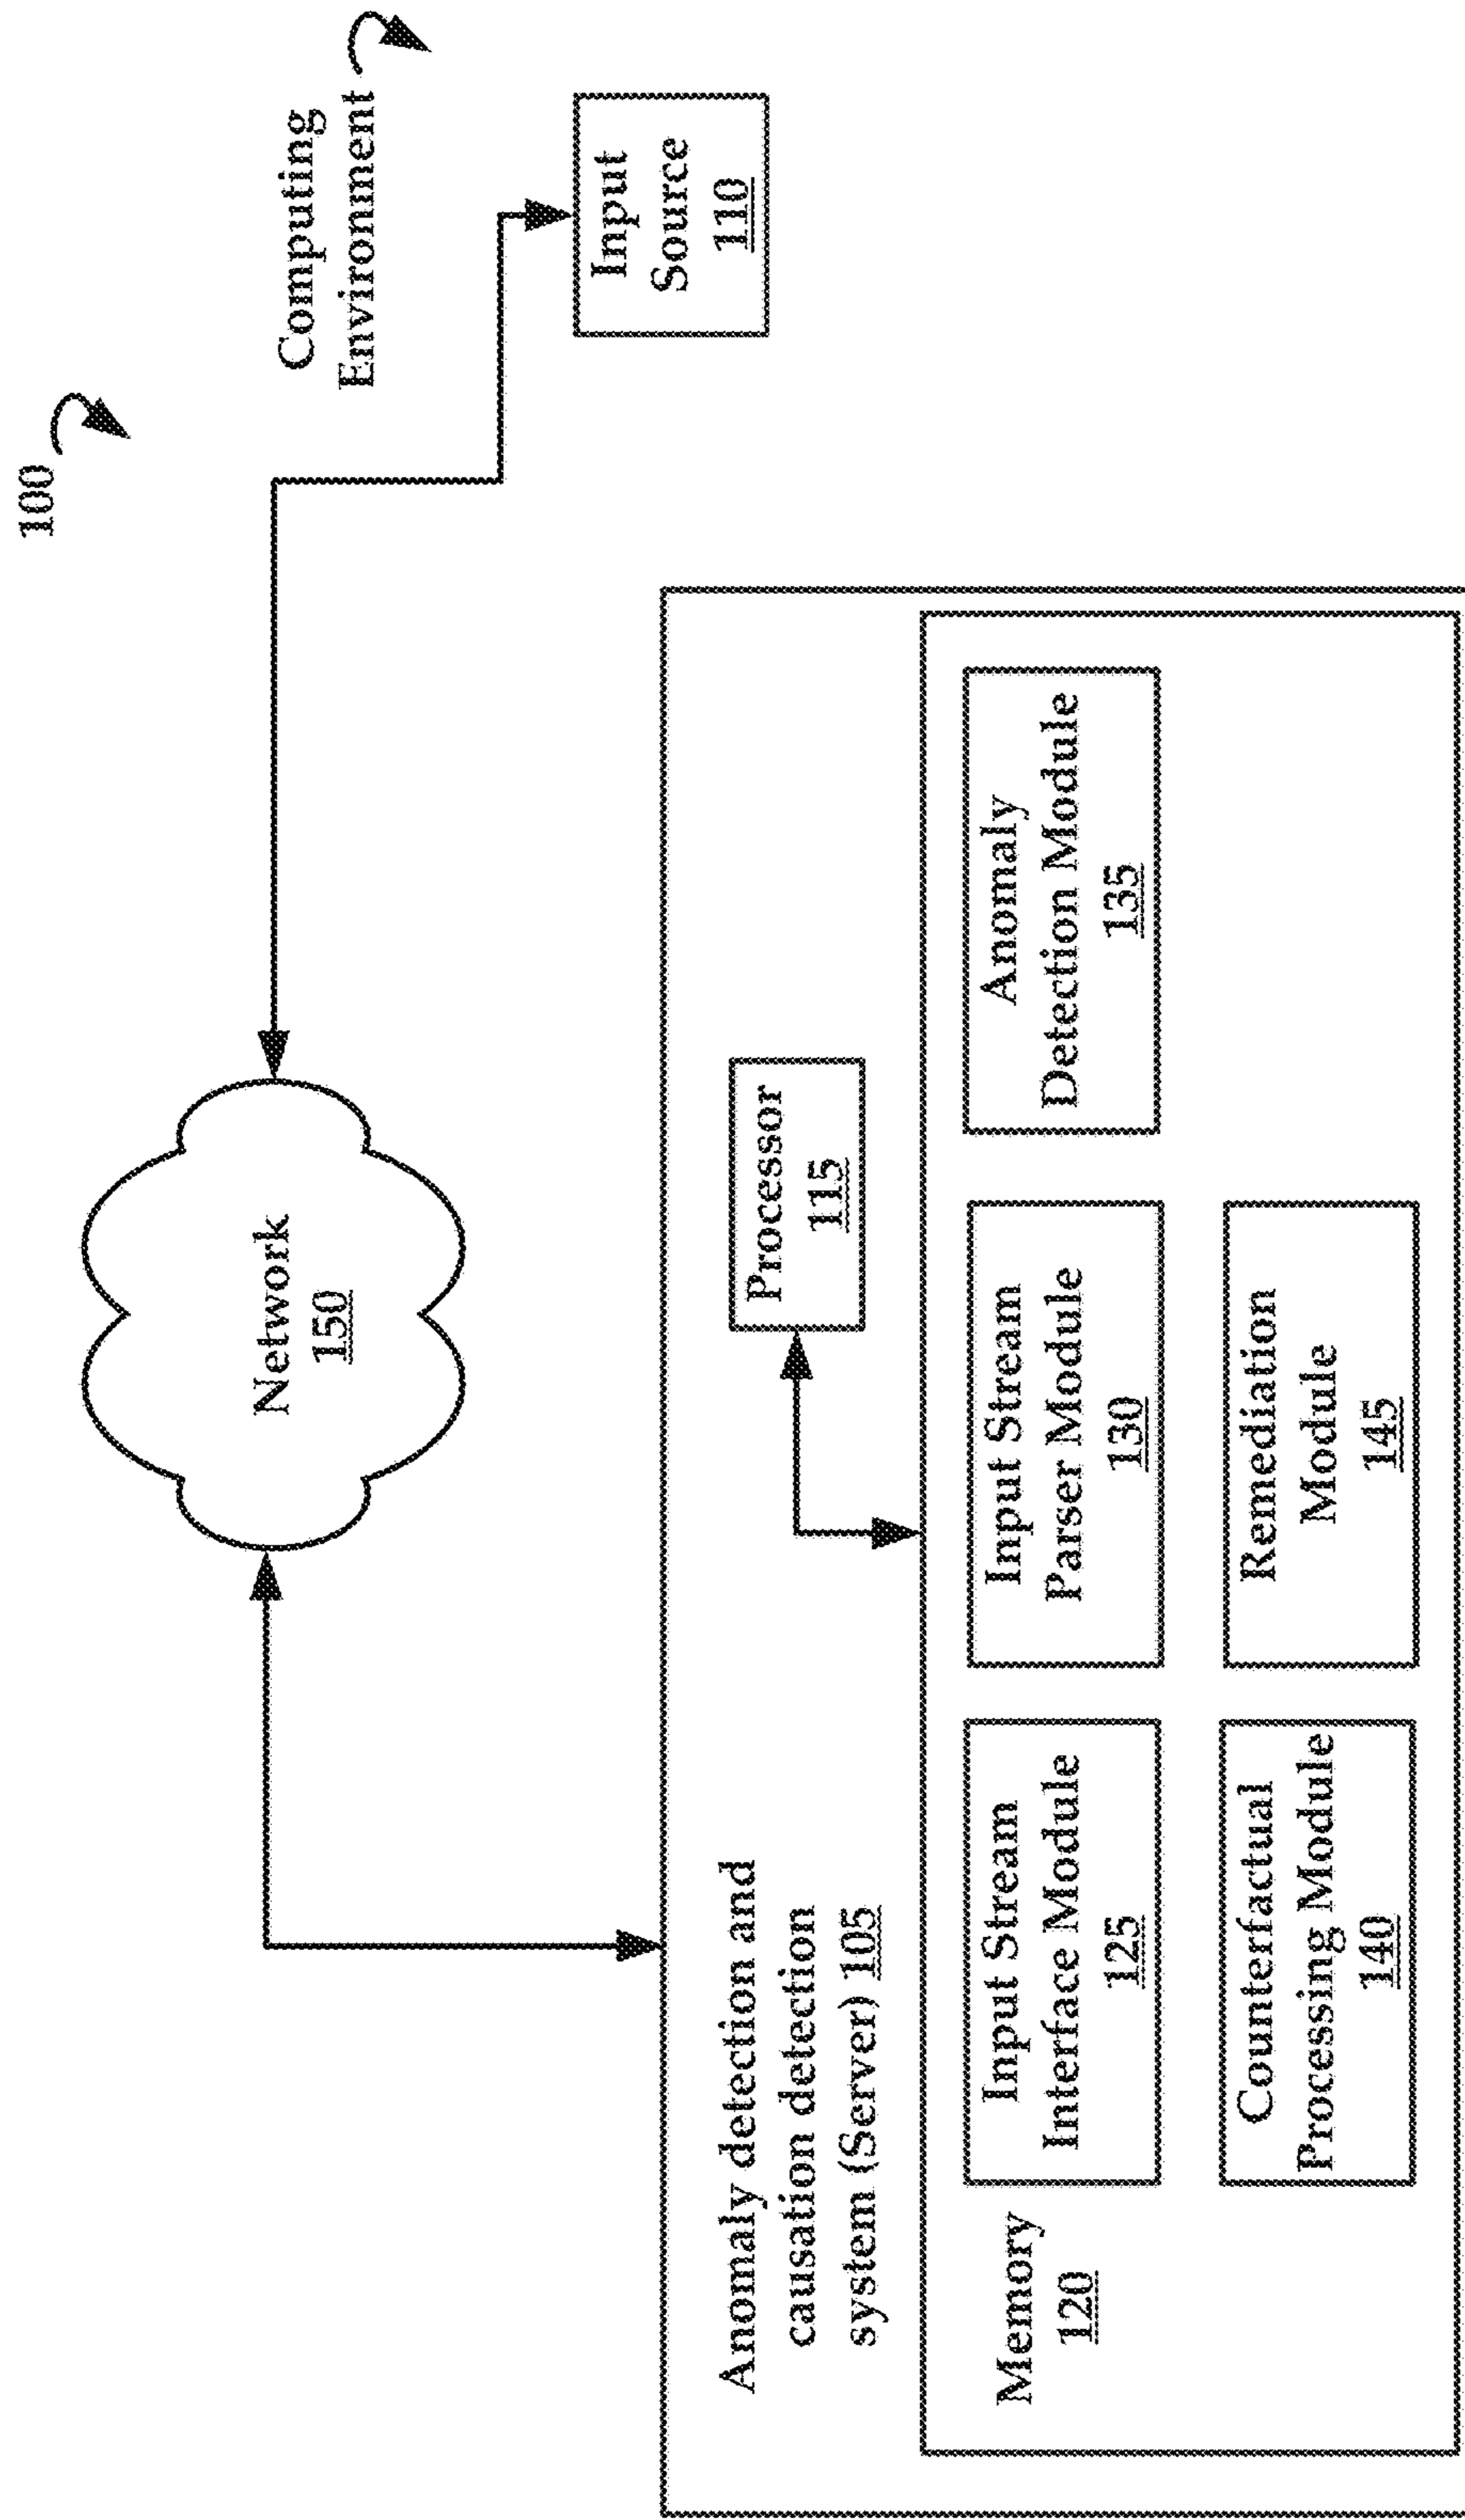 100
Computing
Environment
Network
150
Input
Source
110
Anomaly detection and
causation detection
system (Server) 105
Processor
115
Memory
120
Input Stream
Interface Module
125
Input Stream
Parser Module
130
Anomaly
Detection Module
135
Counterfactual
Processing Module
140
Remediation
Module
145